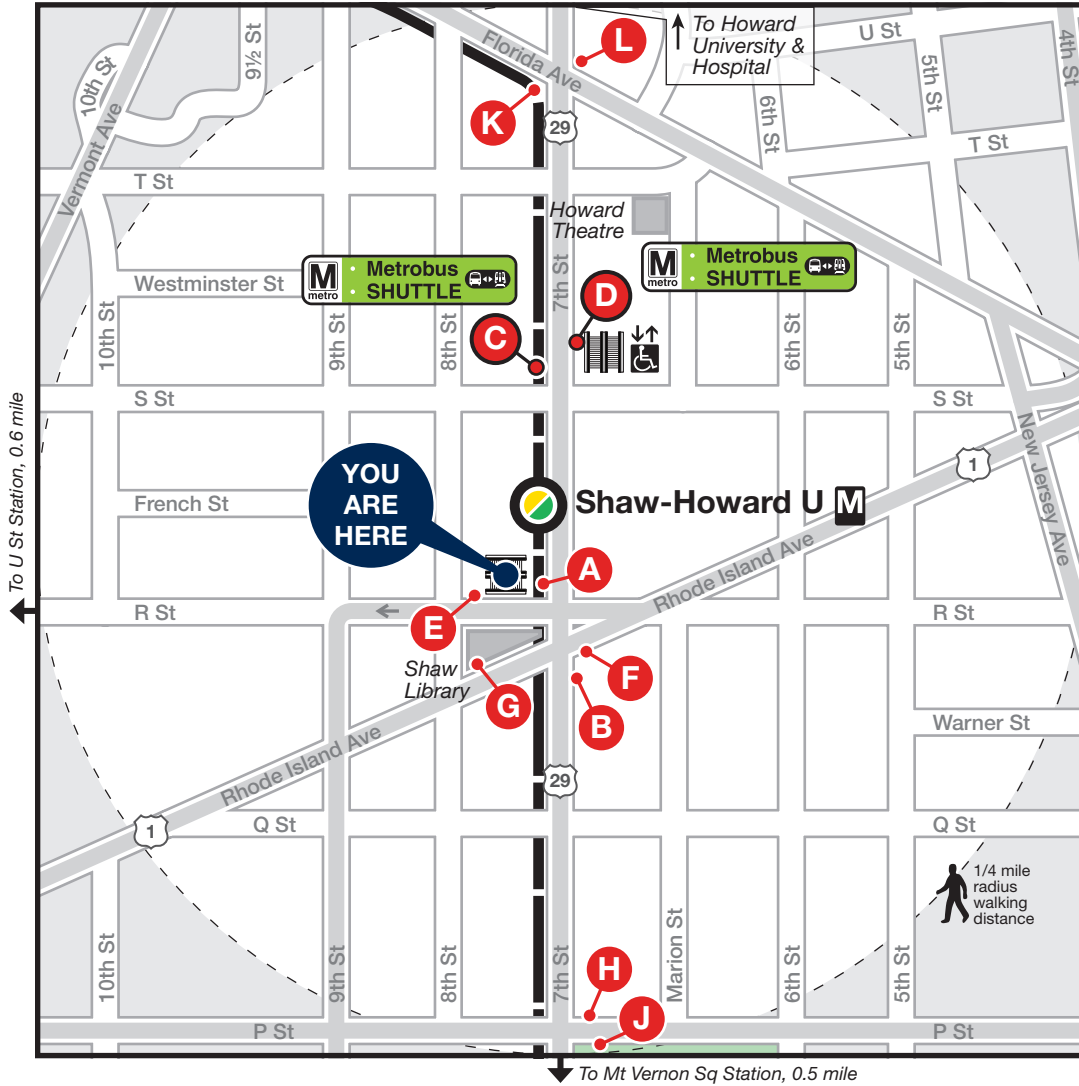 To Howard
University &
Hospital
L
U St
4th St
10th St
9½ St
Florida Ave
5th St
K
29
6th St
T St
Vermont Ave
T St
Howard
Theatre
7th St
M
metro
Metrobus
SHUTTLE
M
metro
Metrobus
SHUTTLE
Westminster St
D
10th St
9th St
8th St
C
6th St
5th St
S St
S St
To U St Station, 0.6 mile
YOU
ARE
HERE
1
New Jersey Ave
French St
Shaw-Howard U
M
Rhode Island Ave
A
R St
E
R St
Shaw
Library
F
G
B
Warner St
Rhode Island Ave
29
1
Q St
Q St
1/4 mile
radius
walking
distance
10th St
9th St
8th St
7th St
Marion St
6th St
5th St
H
P St
J
P St
To Mt Vernon Sq Station, 0.5 mile